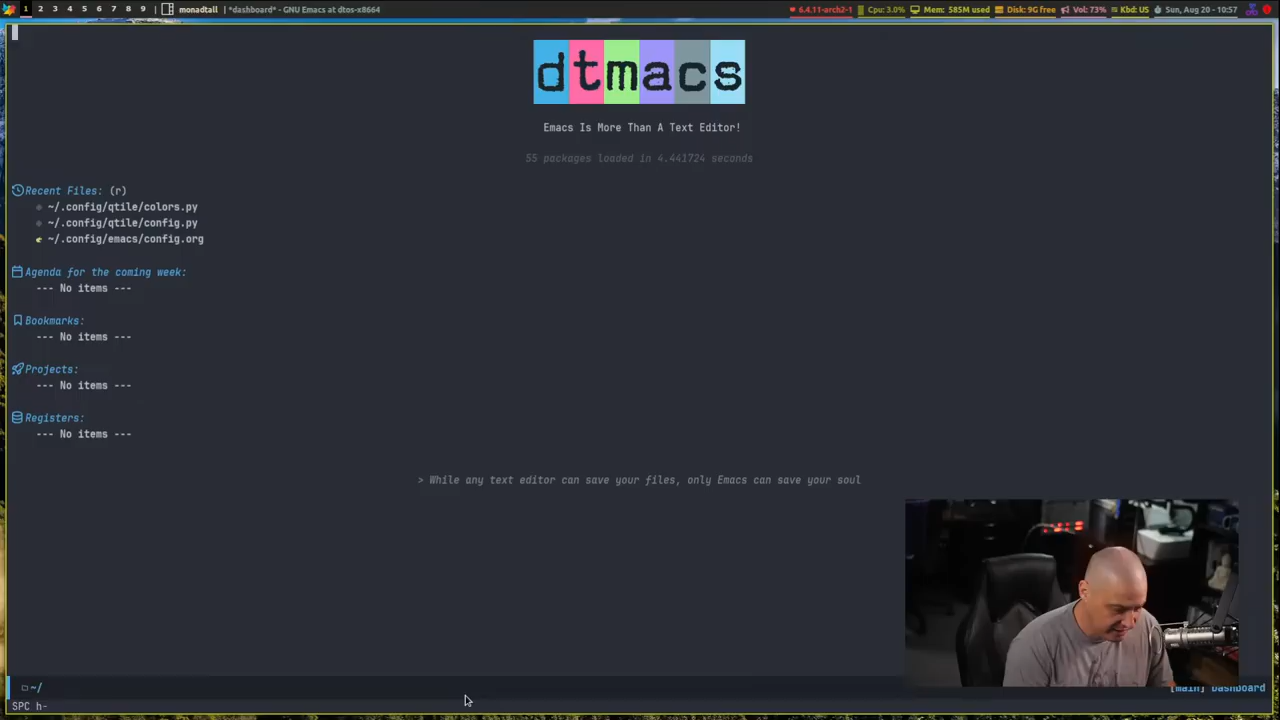 1 2 3 4 5 6 7 8 9 | monadtall | *dashboard* - GNU Emacs at dtos-x8664
6.4.11-arch2-1 Cpu: 3.0% Mem: 585M used Disk: 9G free Vol: 73% Kbd: US Sun, Aug 20 - 10:57
dtmacs
Emacs Is More Than A Text Editor!
55 packages loaded in 4.441724 seconds
Recent Files: (r)
~/.config/qtile/colors.py
~/.config/qtile/config.py
~/.config/emacs/config.org
Agenda for the coming week:
--- No items ---
Bookmarks:
--- No items ---
Projects:
--- No items ---
Registers:
--- No items ---
> While any text editor can save your files, only Emacs can save your soul
~/
[main] Dashboard
SPC h-